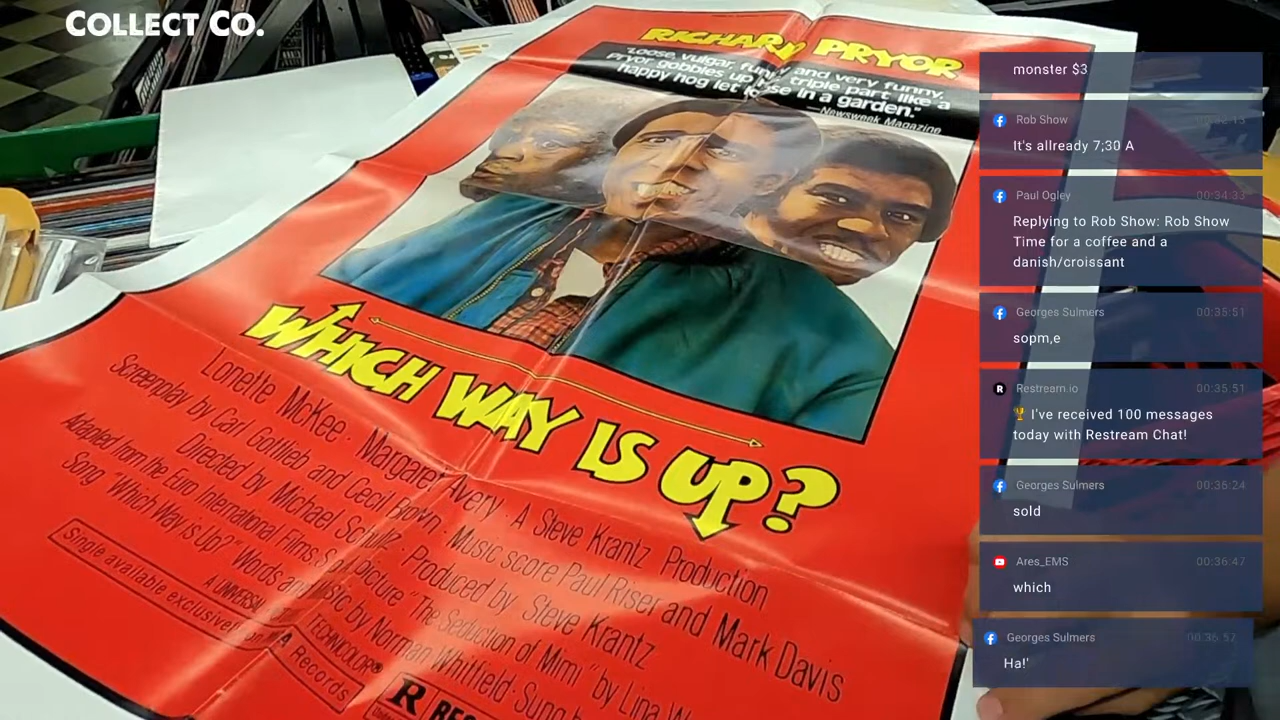 COLLECT CO.
RICHARD PRYOR
"Loose, vulgar, funny and very funny.
Pryor gobbles up triple part like a
happy hog let loose in a garden."
—Newsweek Magazine
WHICH WAY IS UP?
Lonette McKee · Margaret Avery · A Steve Krantz Production
Screenplay by Carl Gottlieb and Cecil Brown · Music score Paul Riser and Mark Davis
Directed by Michael Schultz · Produced by Steve Krantz
Adapted from the Euro International Films S picture "The Seduction of Mimi" by Lina W
Song "Which Way is Up?" Words and Music by Norman Whitfield · Sung b
A UNIVERSAL
TECHNICOLOR®
Single available exclusively on
A Records
R
monster $3
Rob Show
It's allready 7;30 A
Paul Ogley 00:34:33
Replying to Rob Show: Rob Show
Time for a coffee and a
danish/croissant
Georges Sulmers 00:35:51
sopm,e
R Restream.io 00:35:51
🏆 I've received 100 messages
today with Restream Chat!
Georges Sulmers 00:36:24
sold
Ares_EMS 00:36:47
which
Georges Sulmers 00:36:52
Ha!'